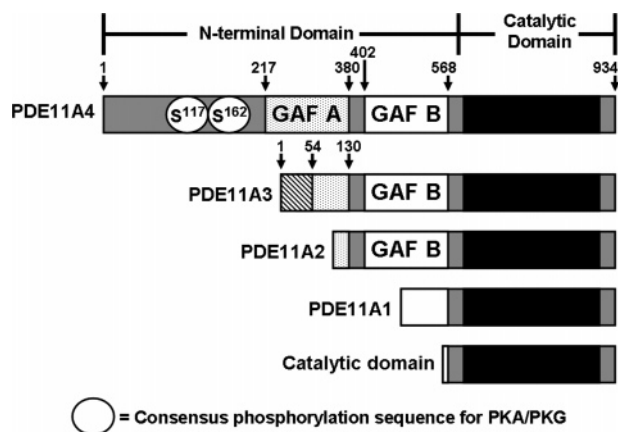 N-terminal Domain
Catalytic
Domain
1 217 380 402 568 934
PDE11A4 S117 S162 GAF A GAF B
1 54 130
PDE11A3 GAF B
PDE11A2 GAF B
PDE11A1
Catalytic domain
= Consensus phosphorylation sequence for PKA/PKG